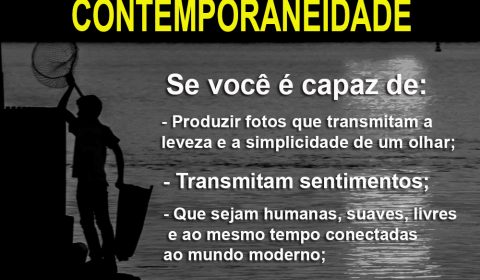 CONTEMPORANEIDADE
Se você é capaz de:
- Produzir fotos que transmitam a
leveza e a simplicidade de um olhar;
- Transmitam sentimentos;
- Que sejam humanas, suaves, livres
e ao mesmo tempo conectadas
ao mundo moderno;